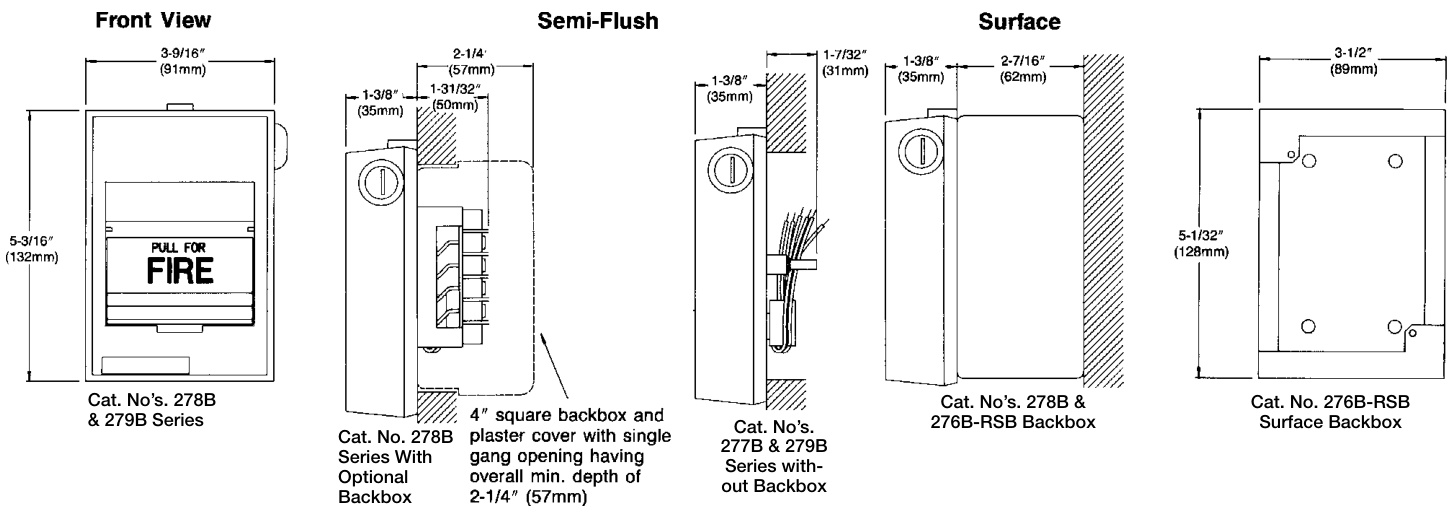 Front View
Semi-Flush
Surface
3-9/16"
(91mm)
5-3/16"
(132mm)
PULL FOR
FIRE
Cat. No's. 278B
& 279B Series
2-1/4'
(57mm)
1-3/8"
(35mm)
1-31/32"
(50mm)
Cat. No. 278B
Series With
Optional
Backbox
4" square backbox and
plaster cover with single
gang opening having
overall min. depth of
2-1/4" (57mm)
1-7/32"
(31mm)
1-3/8"
(35mm)
Cat. No's.
277B & 279B
Series with-
out Backbox
1-3/8"
(35mm)
2-7/16"
(62mm)
Cat. No's. 278B &
276B-RSB Backbox
3-1/2"
(89mm)
5-1/32"
(128mm)
Cat. No. 276B-RSB
Surface Backbox